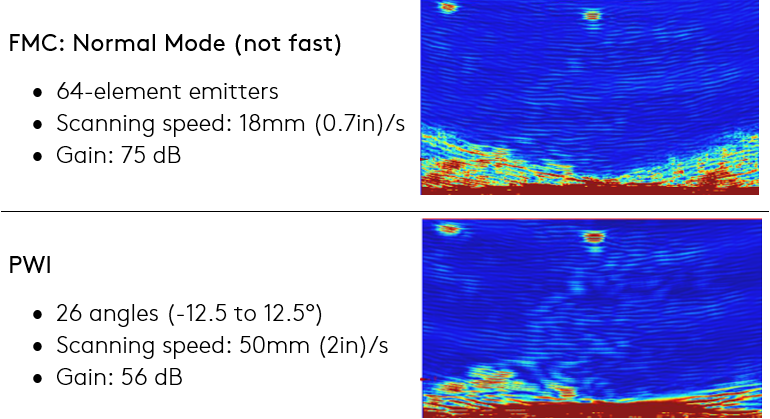 FMC: Normal Mode (not fast)
• 64-element emitters
• Scanning speed: 18mm (0.7in)/s
• Gain: 75 dB
PWI
• 26 angles (-12.5 to 12.5°)
• Scanning speed: 50mm (2in)/s
• Gain: 56 dB